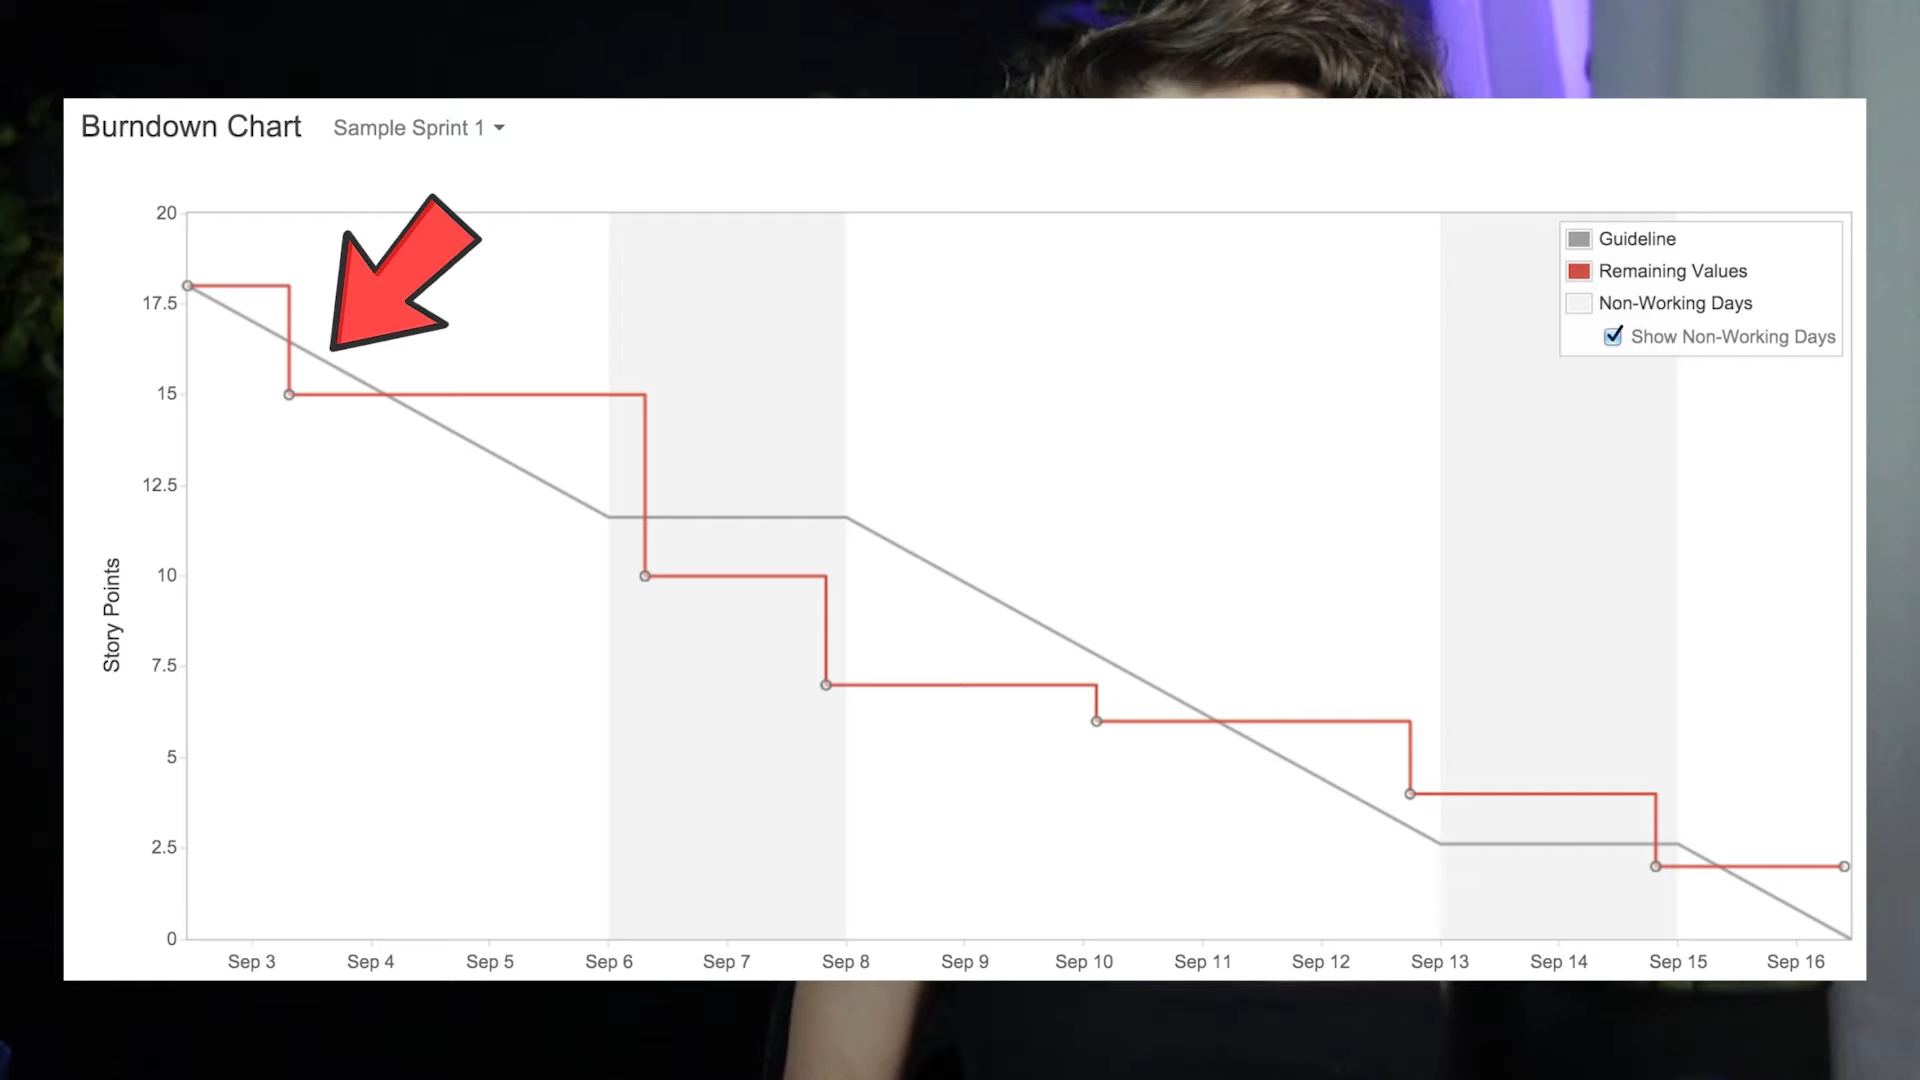 Burndown Chart Sample Sprint 1
20
17.5
15
12.5
10
7.5
5
2.5
0
Story Points
Guideline
Remaining Values
Non-Working Days
Show Non-Working Days
Sep 3 Sep 4 Sep 5 Sep 6 Sep 7 Sep 8 Sep 9 Sep 10 Sep 11 Sep 12 Sep 13 Sep 14 Sep 15 Sep 16